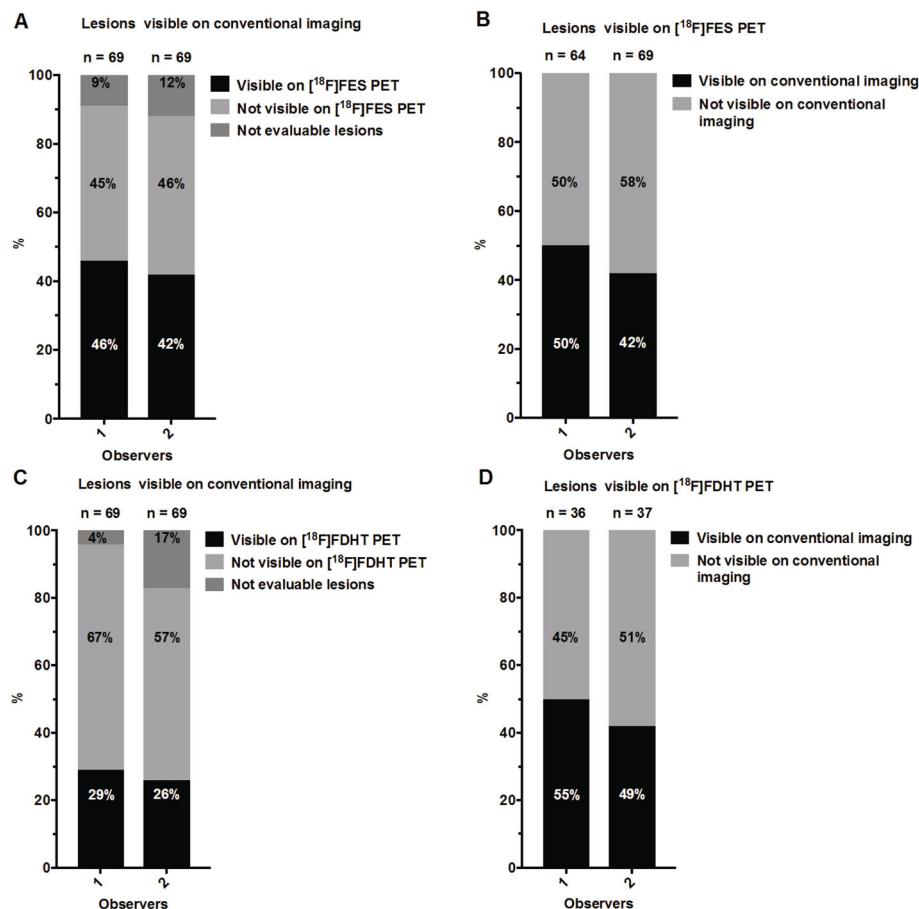 A
Lesions visible on conventional imaging
n = 69
n = 69
100
80
60
40
20
0
%
9%
12%
45%
46%
46%
42%
1
2
Observers
Visible on [18F]FES PET
Not visible on [18F]FES PET
Not evaluable lesions
B
Lesions visible on [18F]FES PET
n = 64
n = 69
100
80
60
40
20
0
%
50%
58%
50%
42%
1
2
Observers
Visible on conventional imaging
Not visible on conventional
imaging
C
Lesions visible on conventional imaging
n = 69
n = 69
100
80
60
40
20
0
%
4%
17%
67%
57%
29%
26%
1
2
Observers
Visible on [18F]FDHT PET
Not visible on [18F]FDHT PET
Not evaluable lesions
D
Lesions visible on [18F]FDHT PET
n = 36
n = 37
100
80
60
40
20
0
%
45%
51%
55%
49%
1
2
Observers
Visible on conventional imaging
Not visible on conventional
imaging